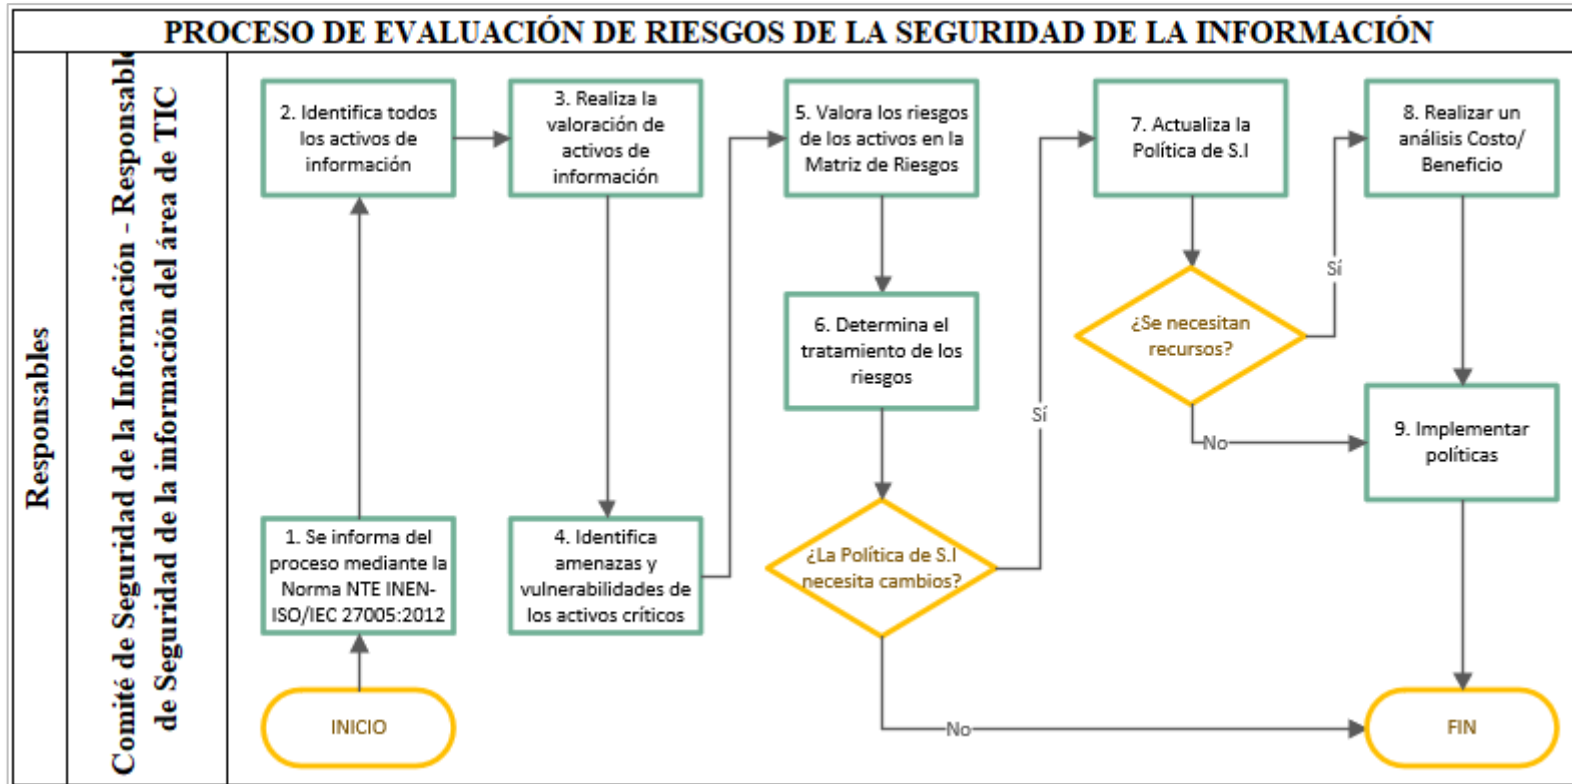 PROCESO DE EVALUACIÓN DE RIESGOS DE LA SEGURIDAD DE LA INFORMACIÓN
Responsables
Comité de Seguridad de la Información - Responsable
de Seguridad de la información del área de TIC
INICIO
1. Se informa del
proceso mediante la
Norma NTE INEN-
ISO/IEC 27005:2012
2. Identifica todos
los activos de
información
3. Realiza la
valoración de
activos de
información
4. Identifica
amenazas y
vulnerabilidades de
los activos críticos
5. Valora los riesgos
de los activos en la
Matriz de Riesgos
6. Determina el
tratamiento de los
riesgos
¿La Política de S.I
necesita cambios?
Sí
No
7. Actualiza la
Política de S.I
¿Se necesitan
recursos?
Sí
No
8. Realizar un
análisis Costo/
Beneficio
9. Implementar
políticas
FIN